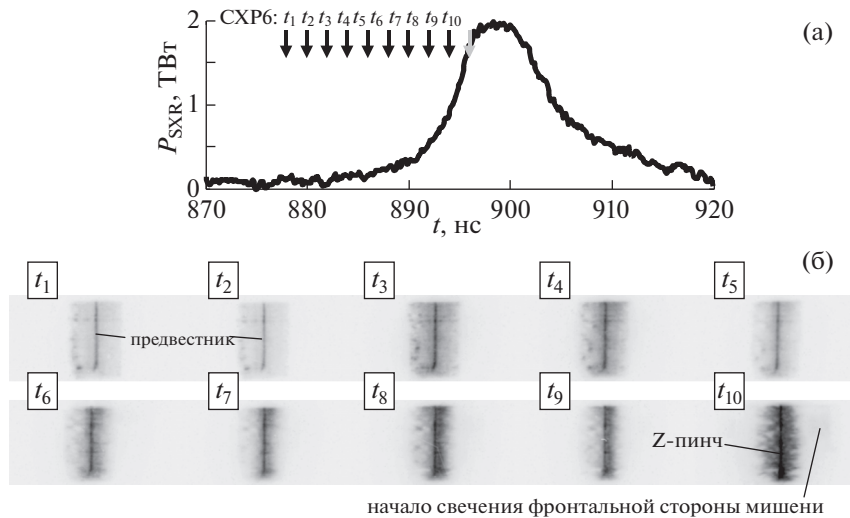 СХР6: t1 t2 t3 t4 t5 t6 t7 t8 t9 t10
(а)
PSXR, ТВт
2
1
0
870 880 890 900 910 920
t, нс
(б)
t1 t2 t3 t4 t5
предвестник
t6 t7 t8 t9 t10
Z-пинч
начало свечения фронтальной стороны мишени